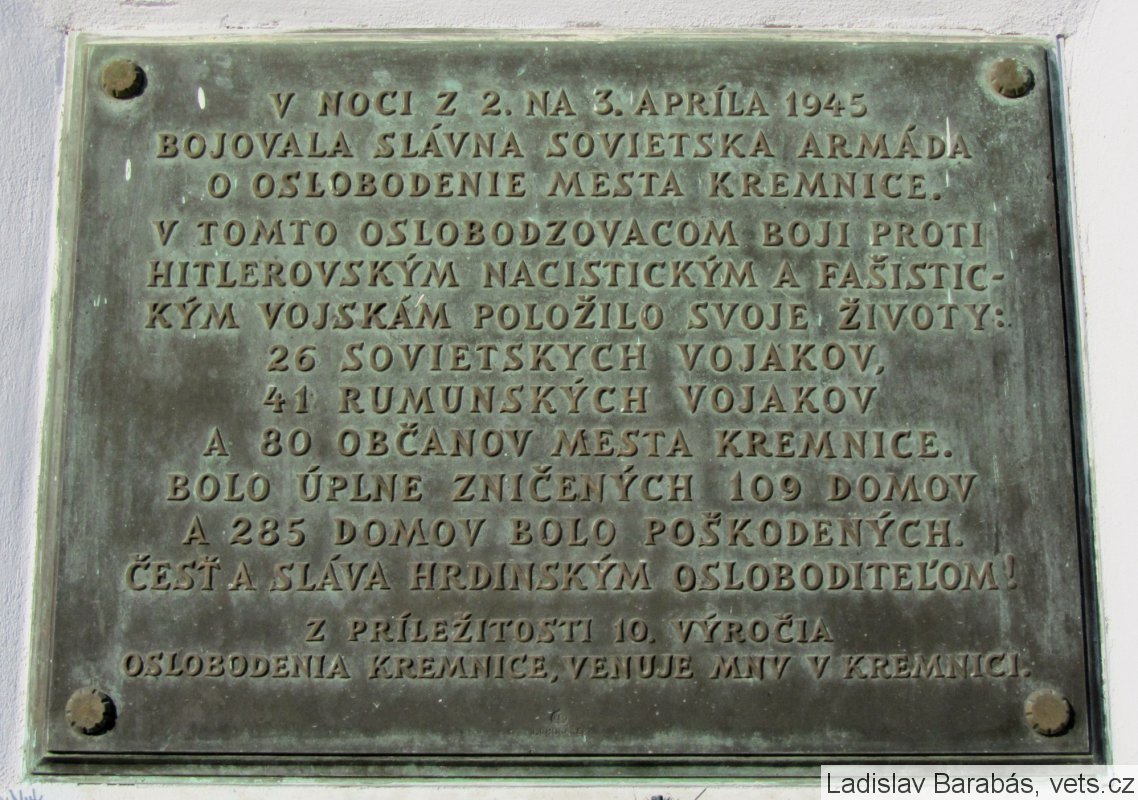 V NOCI Z 2. NA 3. APRÍLA 1945
BOJOVALA SLÁVNA SOVIETSKA ARMÁDA
O OSLOBODENIE MESTA KREMNICE.
V TOMTO OSLOBODZOVACOM BOJI PROTI
HITLEROVSKÝM NACISTICKÝM A FAŠISTIC-
KÝM VOJSKÁM POLOŽILO SVOJE ŽIVOTY:
26 SOVIETSKYCH VOJAKOV,
41 RUMUNSKÝCH VOJAKOV
A 80 OBČANOV MESTA KREMNICE.
BOLO ÚPLNE ZNIČENÝCH 109 DOMOV
A 285 DOMOV BOLO POŠKODENÝCH.
ČESŤ A SLÁVA HRDINSKÝM OSLOBODITEĽOM!
Z PRÍLEŽITOSTI 10. VÝROČIA
OSLOBODENIA KREMNICE, VENUJE MNV V KREMNICI.
Ladislav Barabás, vets.cz